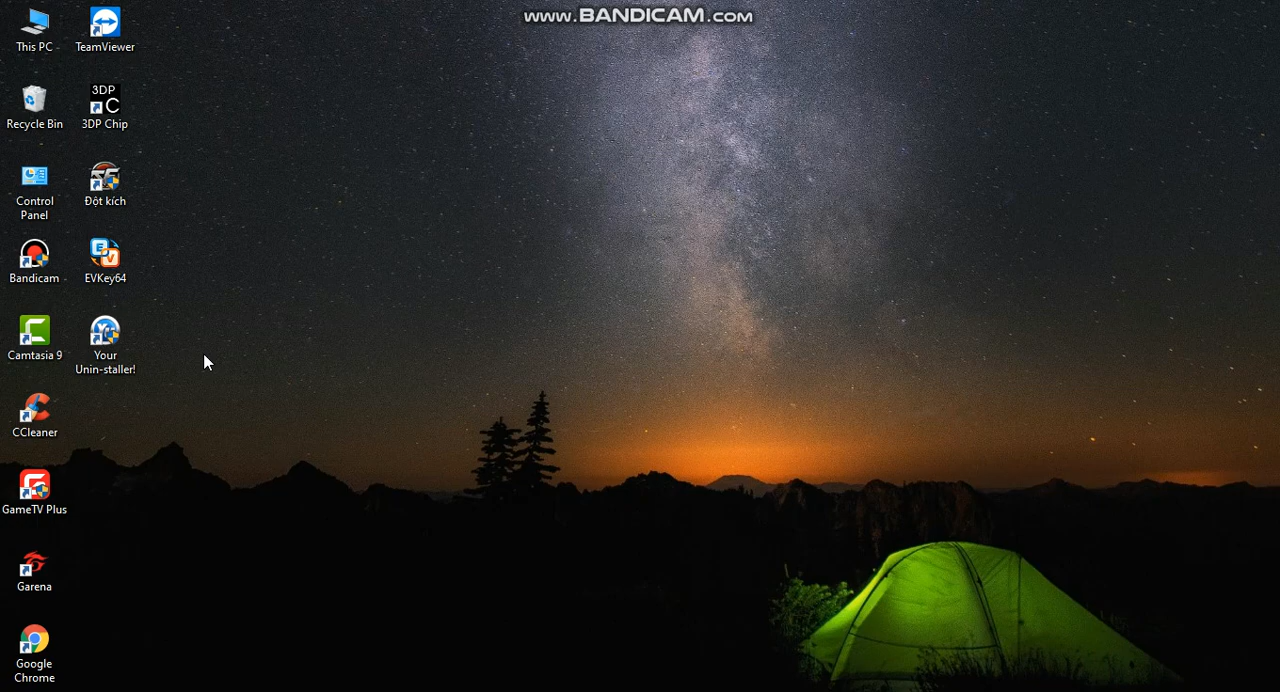 www.BANDICAM.com
This PC
TeamViewer
Recycle Bin
3DP
C
3DP Chip
Control
Panel
Đột kích
Bandicam
EVKey64
Camtasia 9
Your
Unin-staller!
CCleaner
GameTV Plus
Garena
Google
Chrome